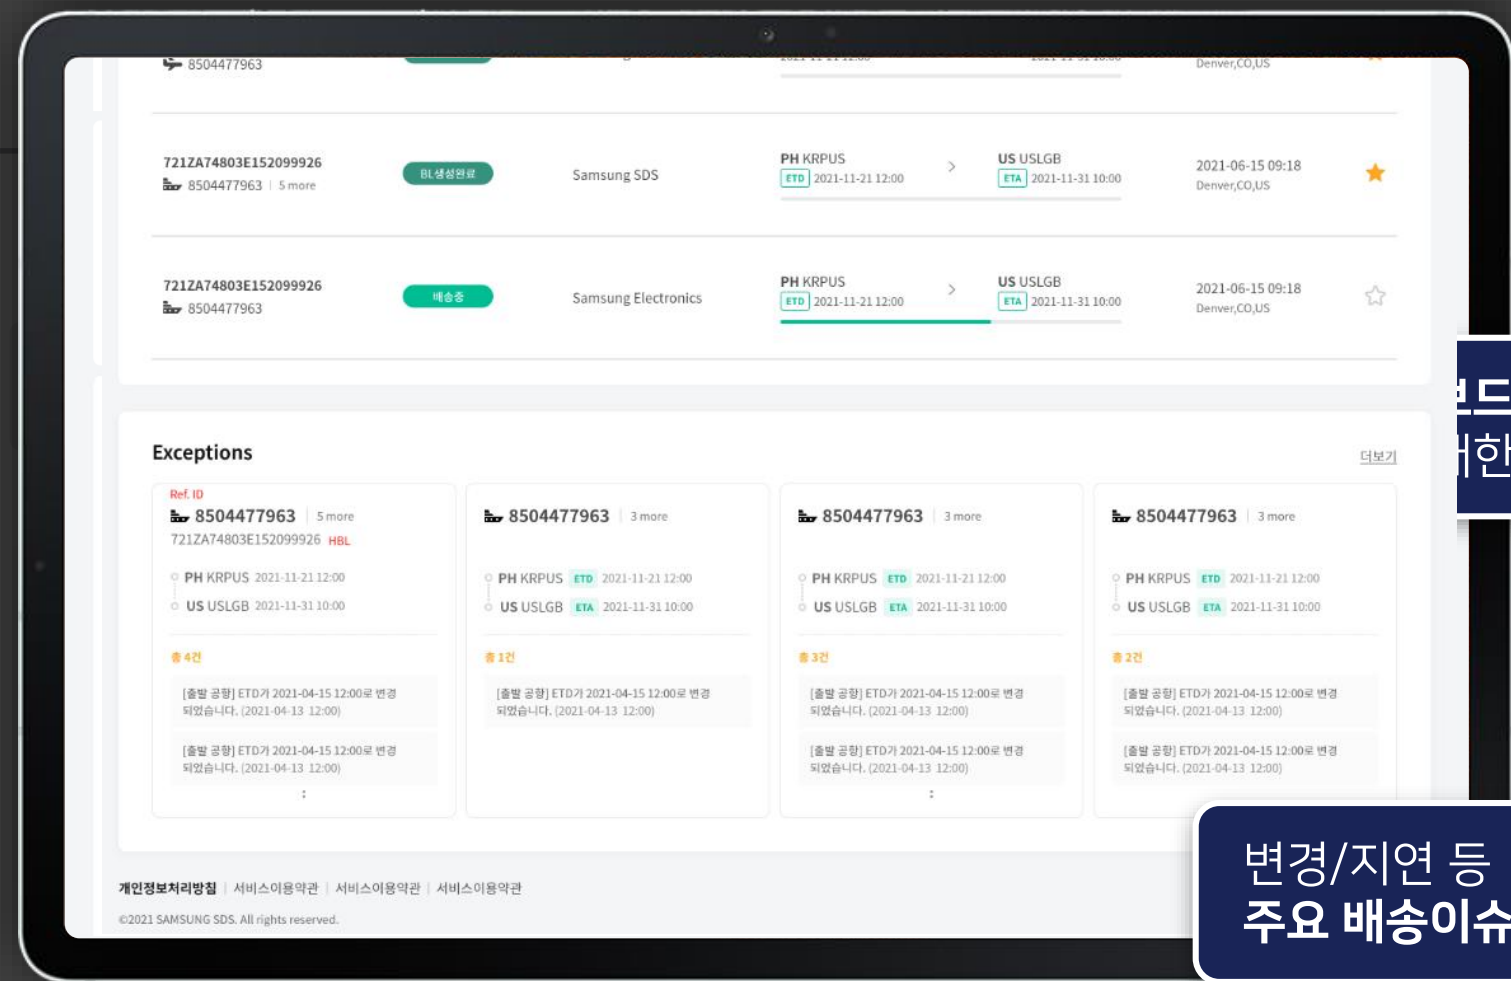 8504477963
Denver,CO,US
721ZA74803E152099926
8504477963 | 5 more
BL생성완료
Samsung SDS
PH KRPUS
ETD 2021-11-21 12:00
>
US USLGB
ETA 2021-11-31 10:00
2021-06-15 09:18
Denver,CO,US
721ZA74803E152099926
8504477963
배송중
Samsung Electronics
PH KRPUS
ETD 2021-11-21 12:00
>
US USLGB
ETA 2021-11-31 10:00
2021-06-15 09:18
Denver,CO,US
Exceptions
더보기
Ref. ID
8504477963 | 5 more
721ZA74803E152099926 HBL
PH KRPUS 2021-11-21 12:00
US USLGB 2021-11-31 10:00
총 4건
[출발 공항] ETD가 2021-04-15 12:00로 변경
되었습니다. (2021-04-13 12:00)
[출발 공항] ETD가 2021-04-15 12:00로 변경
되었습니다. (2021-04-13 12:00)
:
8504477963 | 3 more
PH KRPUS ETD 2021-11-21 12:00
US USLGB ETA 2021-11-31 10:00
총 1건
[출발 공항] ETD가 2021-04-15 12:00로 변경
되었습니다. (2021-04-13 12:00)
8504477963 | 3 more
PH KRPUS ETD 2021-11-21 12:00
US USLGB ETA 2021-11-31 10:00
총 3건
[출발 공항] ETD가 2021-04-15 12:00로 변경
되었습니다. (2021-04-13 12:00)
[출발 공항] ETD가 2021-04-15 12:00로 변경
되었습니다. (2021-04-13 12:00)
:
8504477963 | 3 more
PH KRPUS ETD 2021-11-21 12:00
US USLGB ETA 2021-11-31 10:00
총 2건
[출발 공항] ETD가 2021-04-15 12:00로 변경
되었습니다. (2021-04-13 12:00)
[출발 공항] ETD가 2021-04-15 12:00로 변경
되었습니다. (2021-04-13 12:00)
변경/지연 등
주요 배송이슈
개인정보처리방침 | 서비스이용약관 | 서비스이용약관 | 서비스이용약관
©2021 SAMSUNG SDS. All rights reserved.